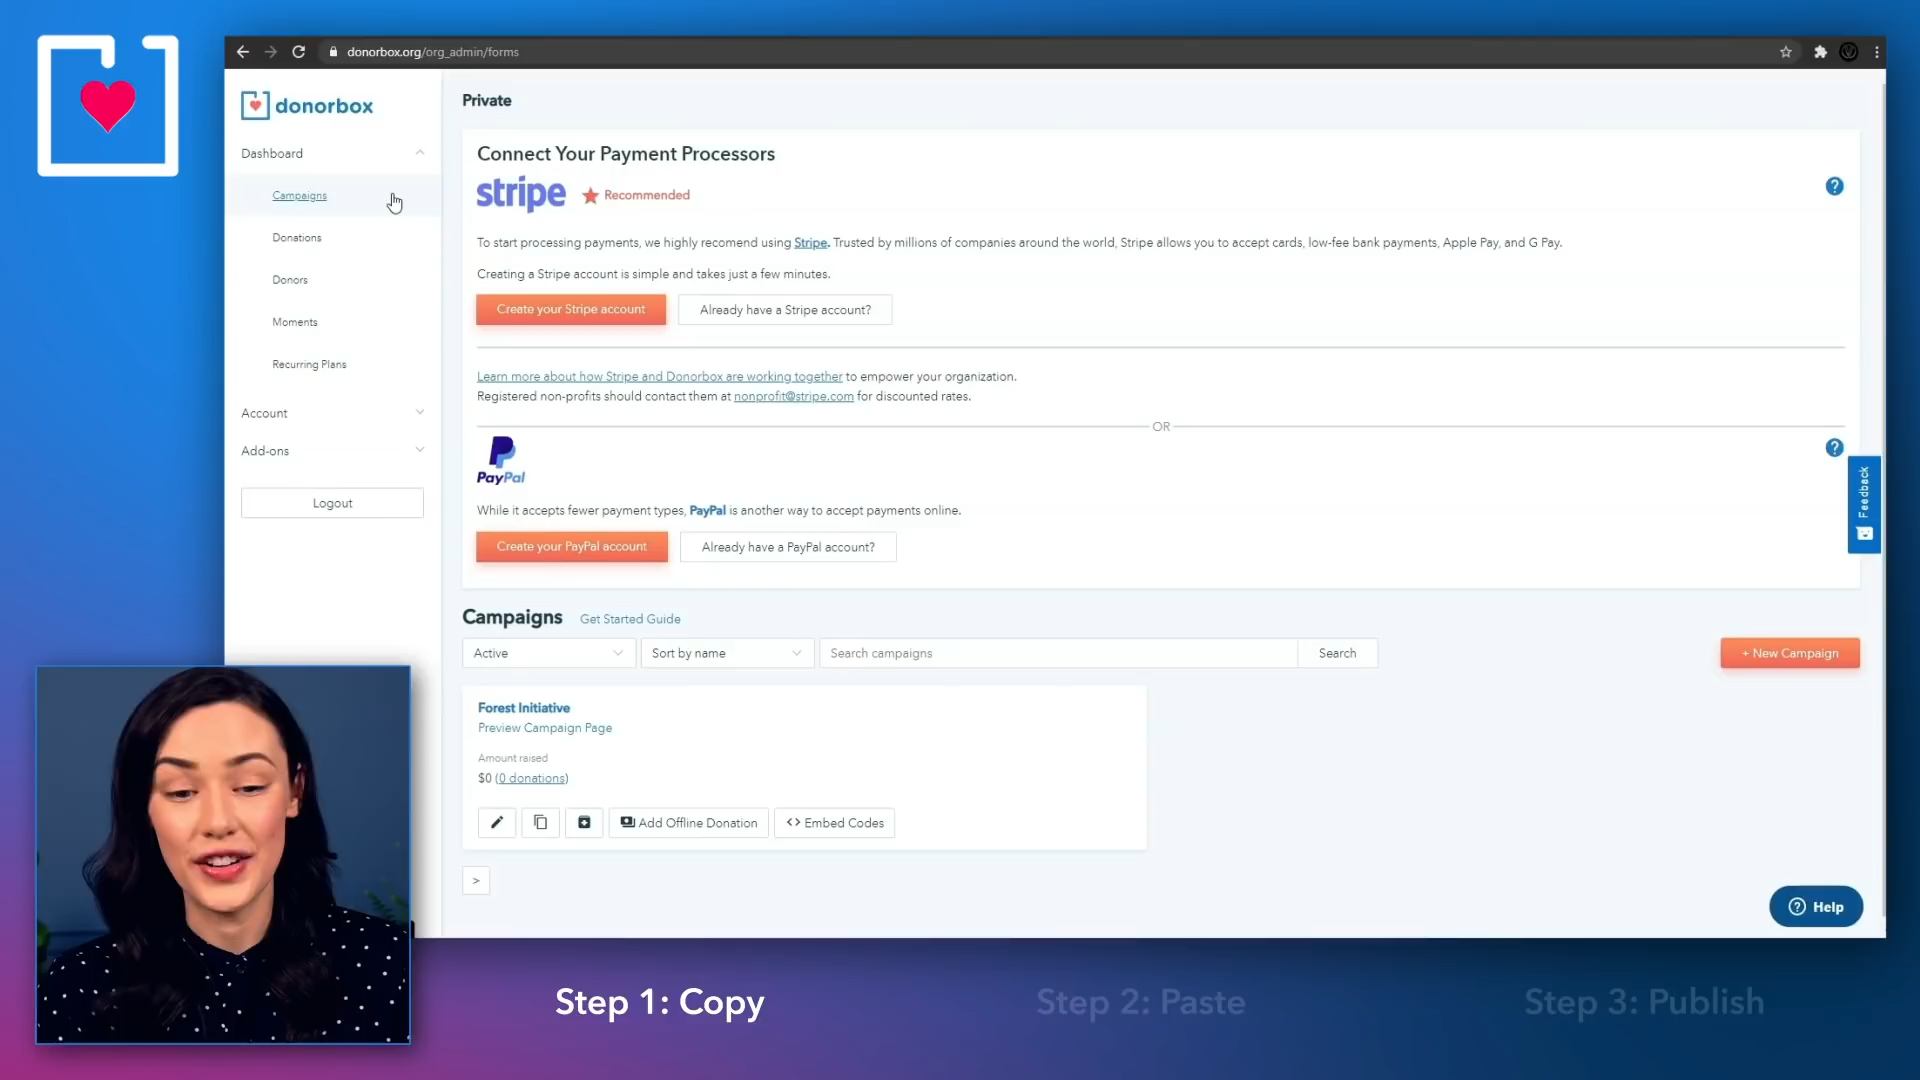 donorbox.org/org_admin/forms
donorbox
Dashboard
Campaigns
Donations
Donors
Moments
Recurring Plans
Account
Add-ons
Logout
Private
Connect Your Payment Processors
stripe Recommended
To start processing payments, we highly recomend using Stripe. Trusted by millions of companies around the world, Stripe allows you to accept cards, low-fee bank payments, Apple Pay, and G Pay.
Creating a Stripe account is simple and takes just a few minutes.
Create your Stripe account Already have a Stripe account?
Learn more about how Stripe and Donorbox are working together to empower your organization.
Registered non-profits should contact them at nonprofit@stripe.com for discounted rates.
OR
PayPal
While it accepts fewer payment types, PayPal is another way to accept payments online.
Create your PayPal account Already have a PayPal account?
Feedback
Campaigns Get Started Guide
Active Sort by name Search campaigns Search + New Campaign
Forest Initiative
Preview Campaign Page
Amount raised
$0 (0 donations)
Add Offline Donation <> Embed Codes
>
? Help
Step 1: Copy Step 2: Paste Step 3: Publish